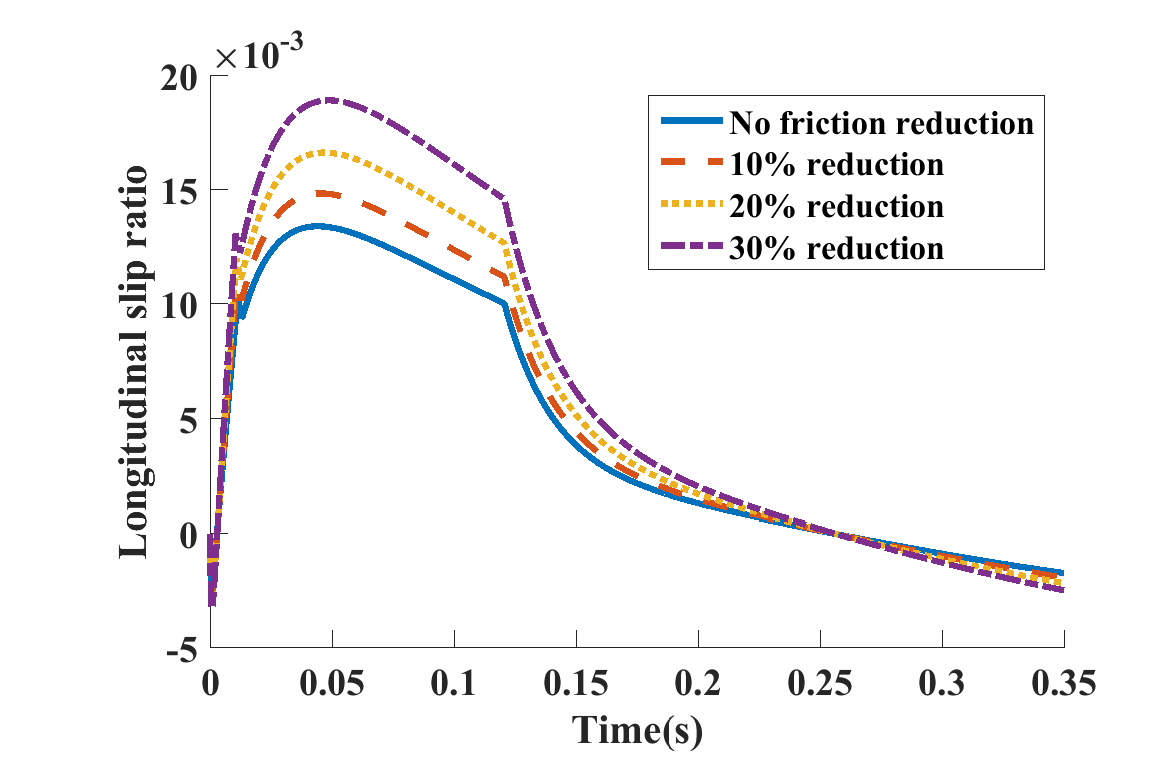 ×10-3
20
15
10
5
0
-5
Longitudinal slip ratio
No friction reduction
10% reduction
20% reduction
30% reduction
0 0.05 0.1 0.15 0.2 0.25 0.3 0.35
Time(s)